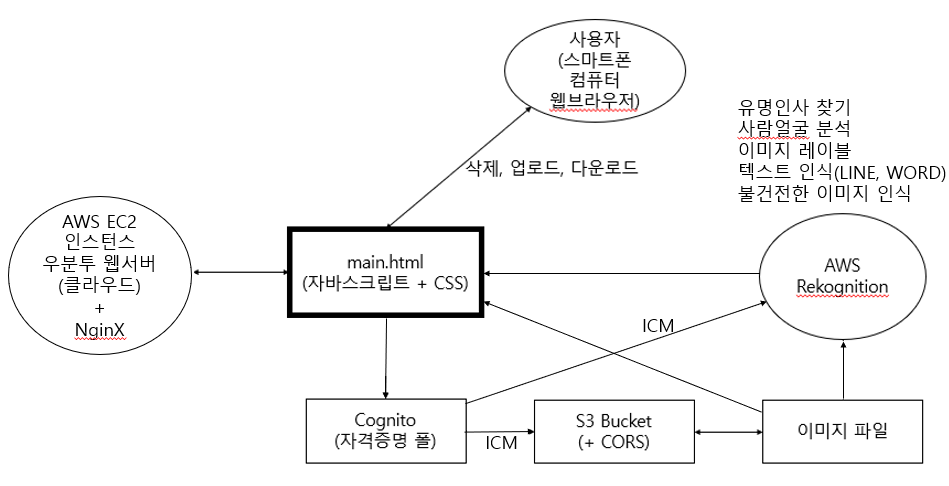 사용자
(스마트폰
컴퓨터
웹브라우저)
유명인사 찾기
사람얼굴 분석
이미지 레이블
텍스트 인식(LINE, WORD)
불건전한 이미지 인식
삭제, 업로드, 다운로드
AWS EC2
인스턴스
우분투 웹서버
(클라우드)
+
NginX
main.html
(자바스크립트 + CSS)
AWS
Rekognition
ICM
Cognito
(자격증명 풀)
ICM
S3 Bucket
(+ CORS)
이미지 파일